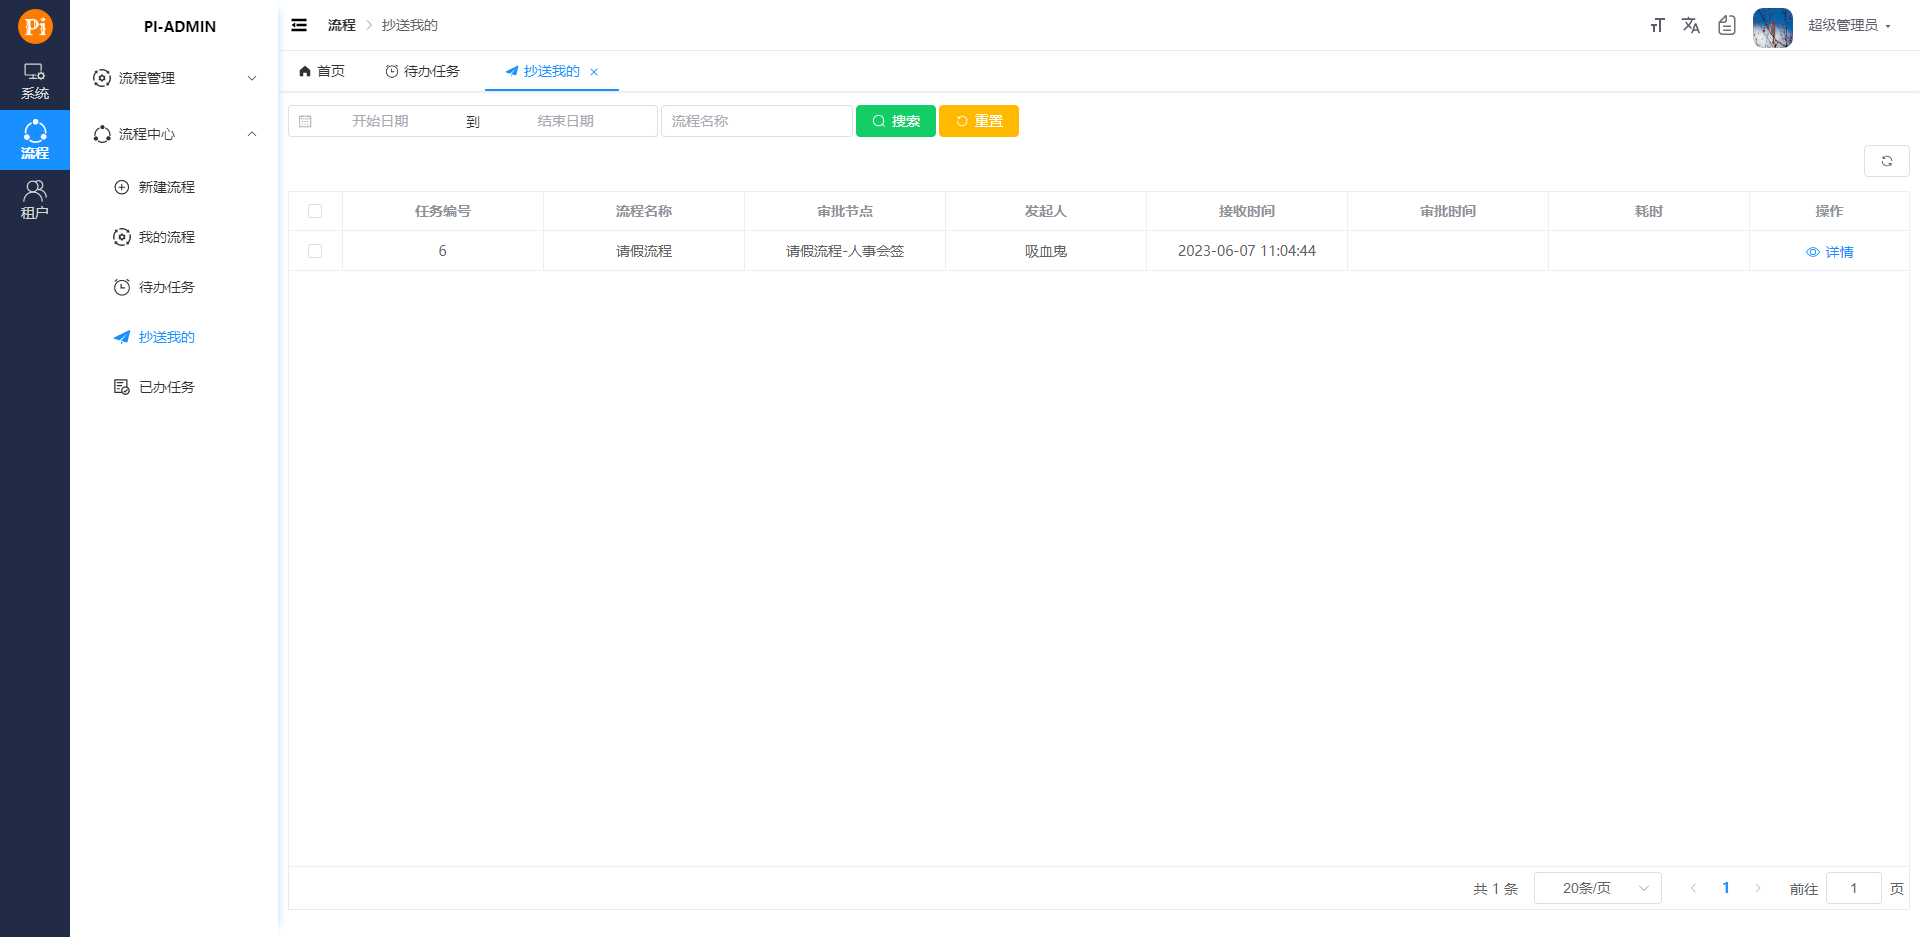 Pi
系统
流程
租户
PI-ADMIN
流程管理
流程中心
新建流程
我的流程
待办任务
抄送我的
已办任务
流程 > 抄送我的
超级管理员
首页 待办任务 抄送我的 ×
开始日期 到 结束日期 流程名称 搜索 重置
任务编号 流程名称 审批节点 发起人 接收时间 审批时间 耗时 操作
6 请假流程 请假流程-人事会签 吸血鬼 2023-06-07 11:04:44 详情
共 1 条 20条/页 1 前往 1 页